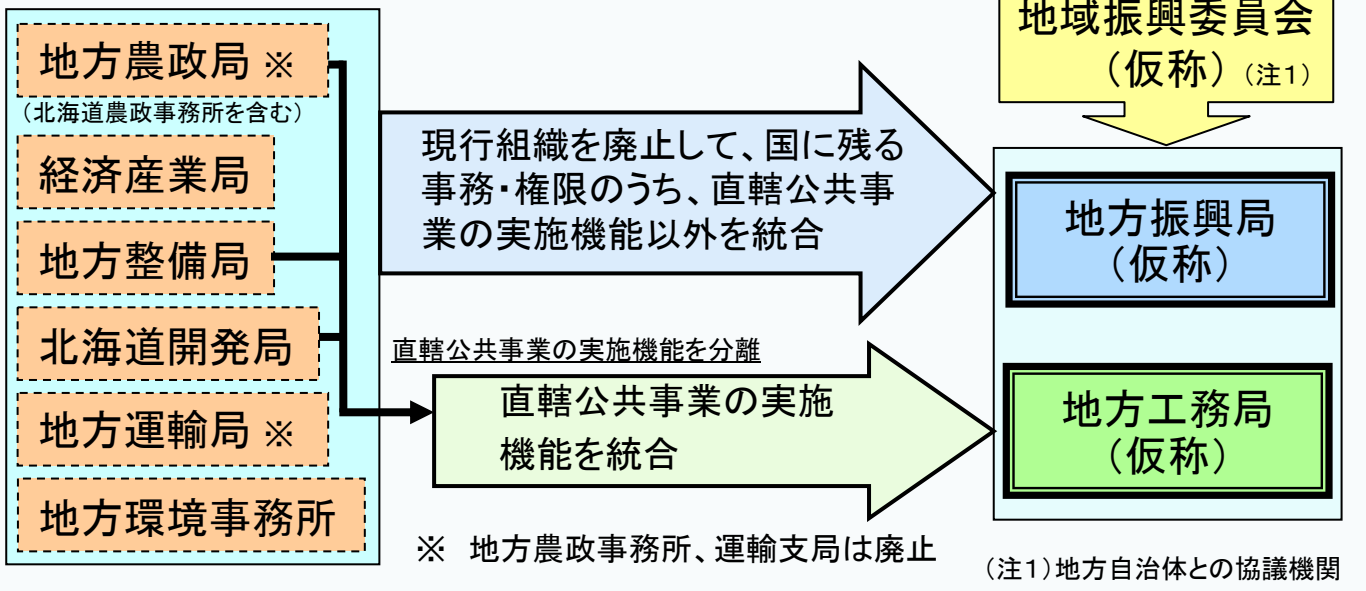 地方農政局 ※
(北海道農政事務所を含む)
経済産業局
地方整備局
北海道開発局
地方運輸局 ※
地方環境事務所
現行組織を廃止して、国に残る
事務・権限のうち、直轄公共事
業の実施機能以外を統合
直轄公共事業の実施機能を分離
直轄公共事業の実施
機能を統合
※ 地方農政事務所、運輸支局は廃止
地域振興委員会
(仮称) (注1)
地方振興局
(仮称)
地方工務局
(仮称)
(注1)地方自治体との協議機関